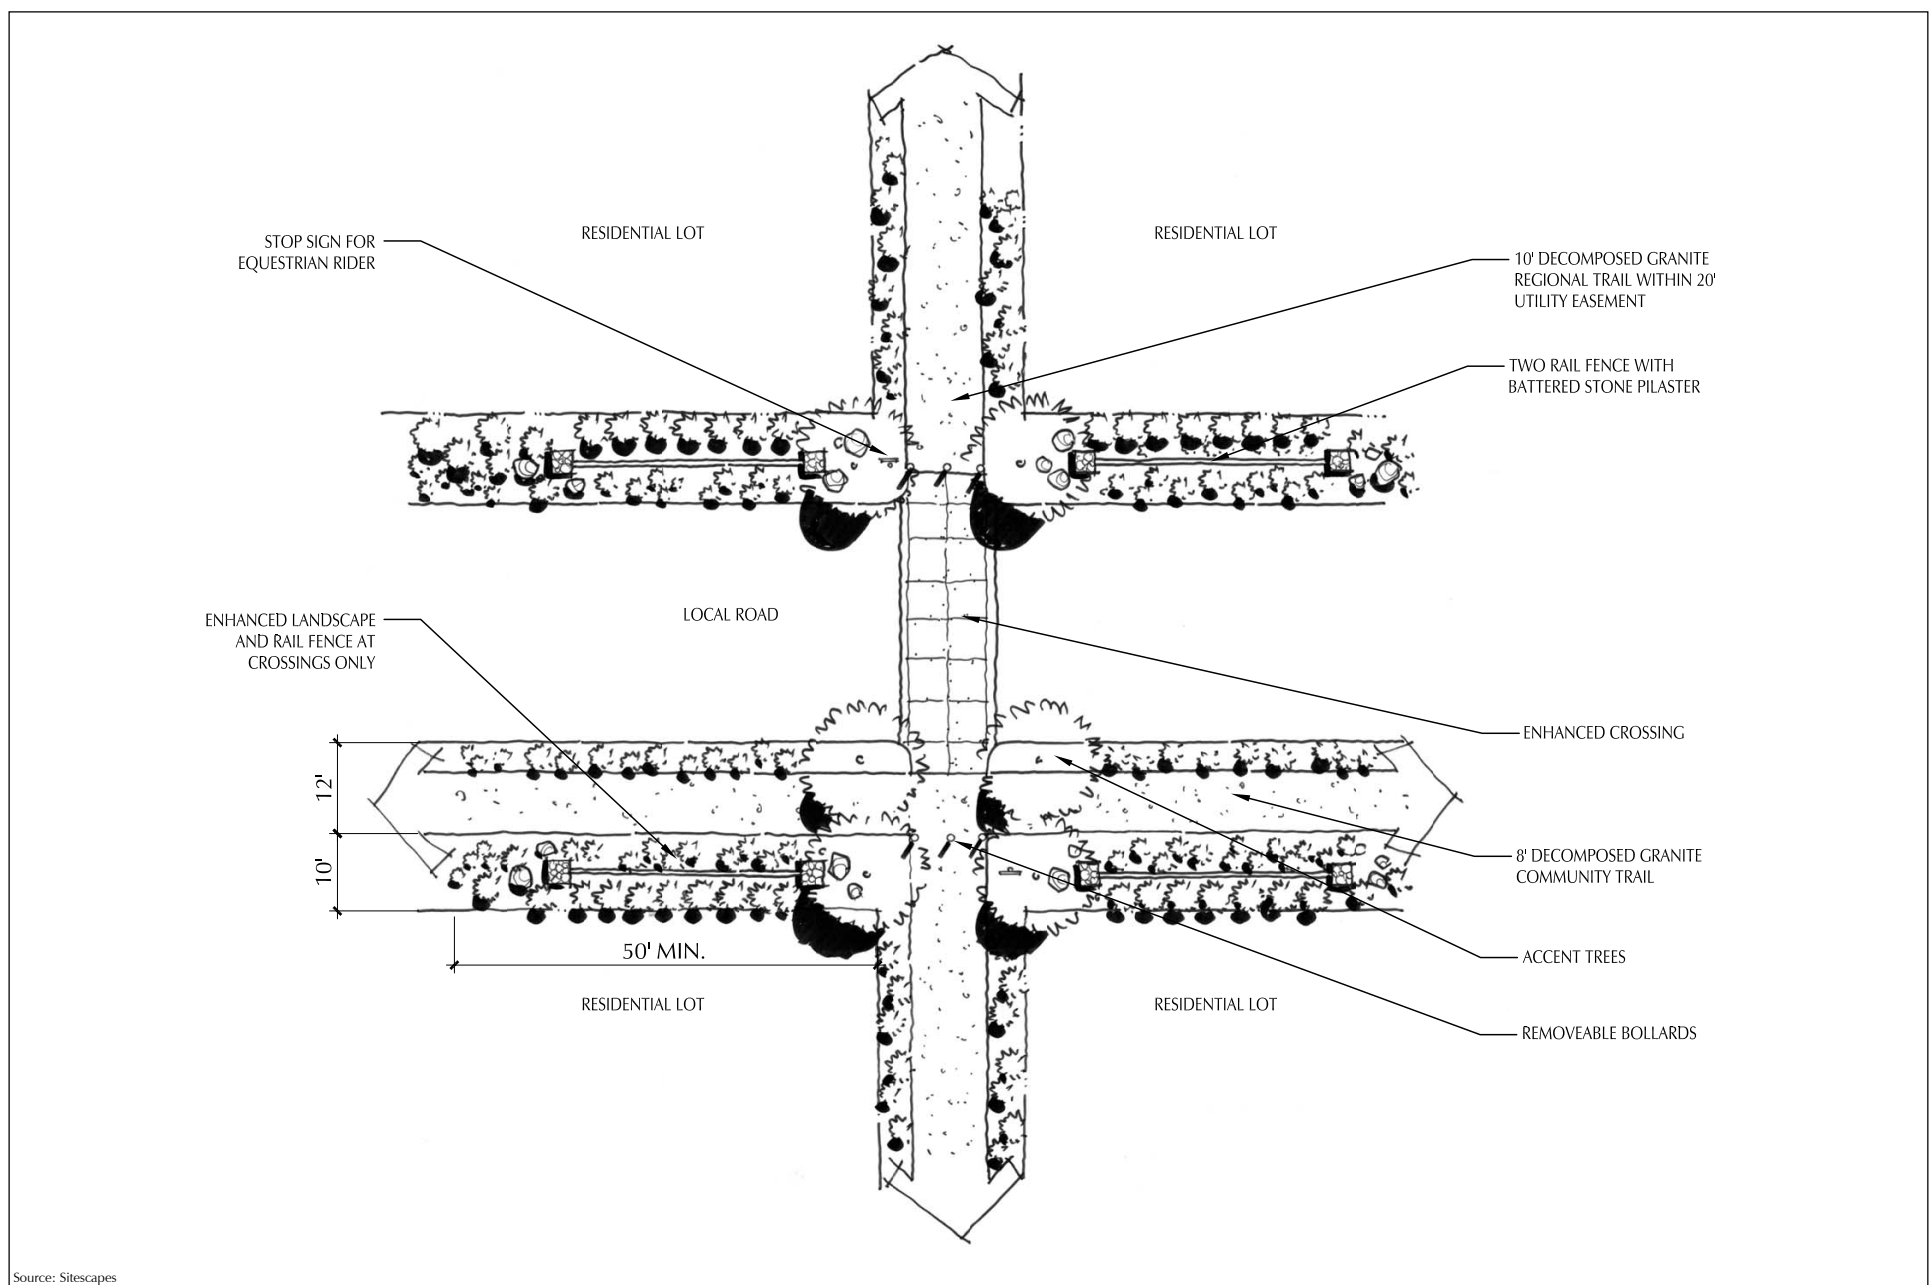 RESIDENTIAL LOT
RESIDENTIAL LOT
STOP SIGN FOR
EQUESTRIAN RIDER
10' DECOMPOSED GRANITE
REGIONAL TRAIL WITHIN 20'
UTILITY EASEMENT
TWO RAIL FENCE WITH
BATTERED STONE PILASTER
ENHANCED LANDSCAPE
AND RAIL FENCE AT
CROSSINGS ONLY
LOCAL ROAD
ENHANCED CROSSING
12'
10'
8' DECOMPOSED GRANITE
COMMUNITY TRAIL
50' MIN.
ACCENT TREES
RESIDENTIAL LOT
RESIDENTIAL LOT
REMOVEABLE BOLLARDS
Source: Sitescapes